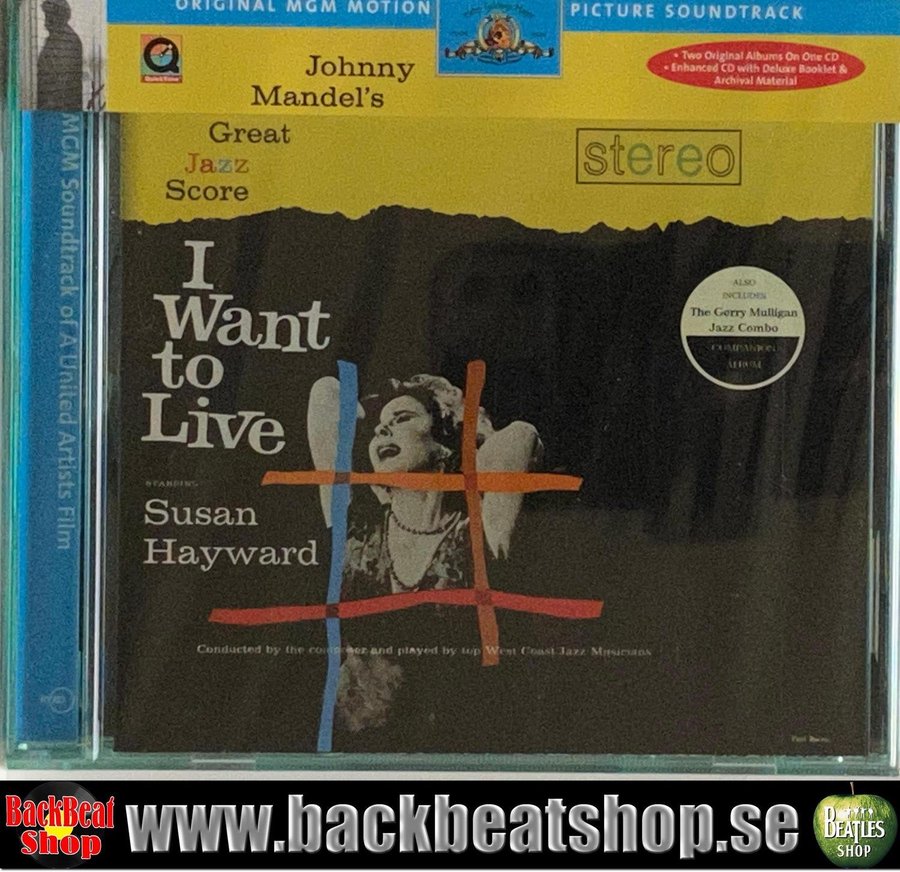 ORIGINAL MGM MOTION PICTURE SOUNDTRACK
QuickTime
• Two Original Albums On One CD
• Enhanced CD with Deluxe Booklet &
Archival Material
Johnny
Mandel's
Great
Jazz
Score
stereo
I
Want
to
Live
ALSO
INCLUDES
The Gerry Mulligan
Jazz Combo
COMPANION
ALBUM
STARRING
Susan
Hayward
Conducted by the composer and played by top West Coast Jazz Musicians
MGM Soundtrack of A United Artists Film
BackBeat
Shop
www.backbeatshop.se
BEATLES
SHOP